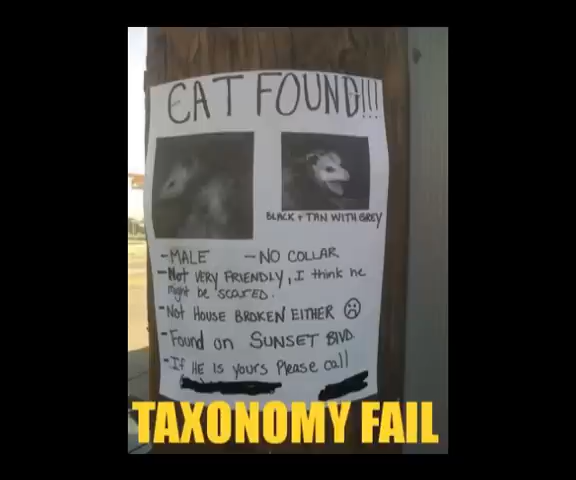 CAT FOUND!!!
BLACK + TAN WITH GREY
- MALE - NO COLLAR
- Not VERY FRIENDLY, I think he
might be SCARED.
- Not HOUSE BROKEN EITHER ☹
- Found on SUNSET BLVD.
- If HE is yours Please call
TAXONOMY FAIL